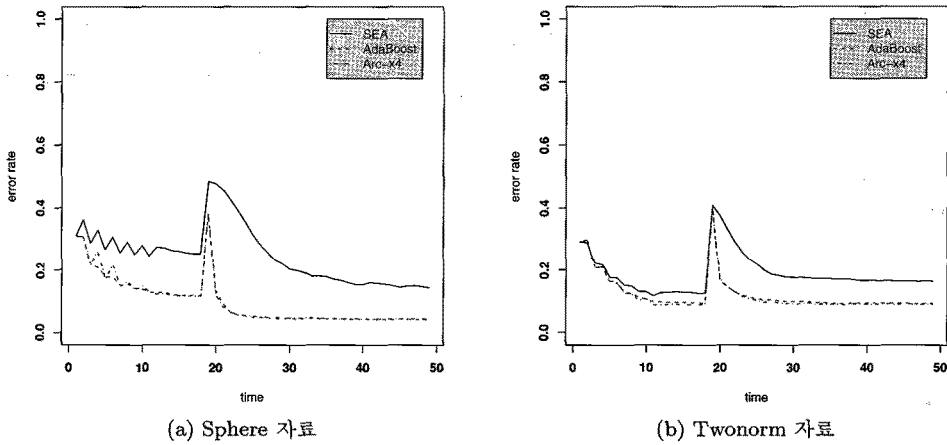 SEA
AdaBoost
Arc-x4
1.0
0.8
0.6
0.4
0.2
0.0
error rate
0 10 20 30 40 50
time
(a) Sphere 자료
SEA
AdaBoost
Arc-x4
1.0
0.8
0.6
0.4
0.2
0.0
error rate
0 10 20 30 40 50
time
(b) Twonorm 자료